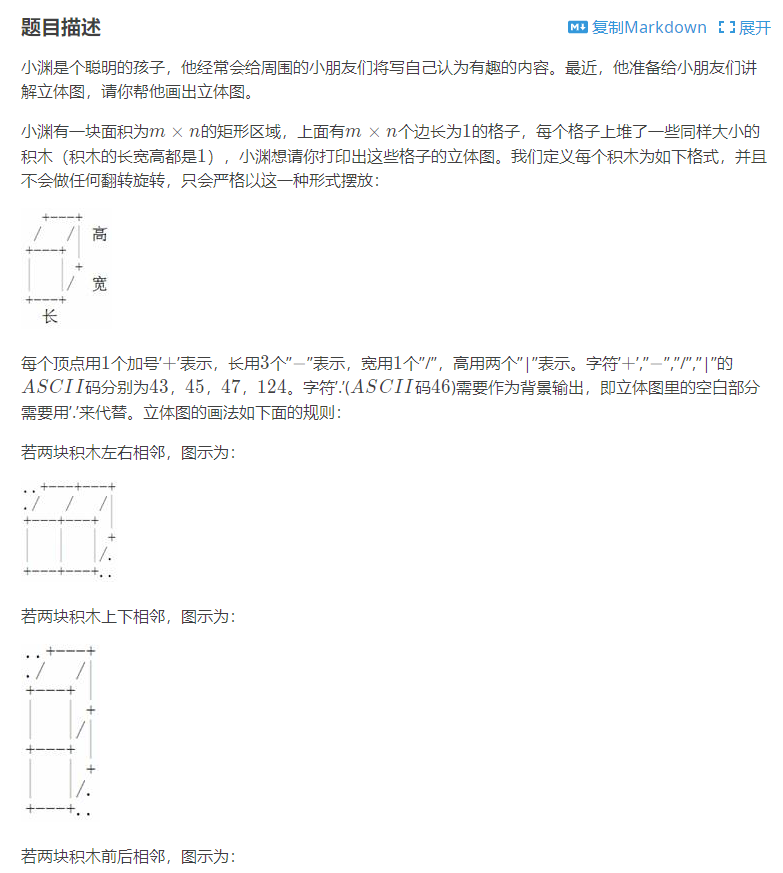 题目描述
复制Markdown 展开
小渊是个聪明的孩子，他经常会给周围的小朋友们将写自己认为有趣的内容。最近，他准备给小朋友们讲
解立体图，请你帮他画出立体图。
小渊有一块面积为m × n的矩形区域，上面有m × n个边长为1的格子，每个格子上堆了一些同样大小的
积木（积木的长宽高都是1），小渊想请你打印出这些格子的立体图。我们定义每个积木为如下格式，并且
不会做任何翻转旋转，只会严格以这一种形式摆放：
  +---+
 /   /| 高
+---+ |
|   | +
|   |/ 宽
+---+
长
每个顶点用1个加号′+′表示，长用3个″−″表示，宽用1个″/″，高用两个″|″表示。字符′+′,″−″,″/″,″|″的
ASCII码分别为43，45，47，124。字符′.′(ASCII码46)需要作为背景输出，即立体图里的空白部分
需要用′.′来代替。立体图的画法如下面的规则：
若两块积木左右相邻，图示为：
..+---+---+
./   /   /|
+---+---+ |
|   |   | +
|   |   |/.
+---+---+..
若两块积木上下相邻，图示为：
..+---+
./   /|
+---+ |
|   | +
|   |/|
+---+ |
|   | +
|   |/.
+---+..
若两块积木前后相邻，图示为：